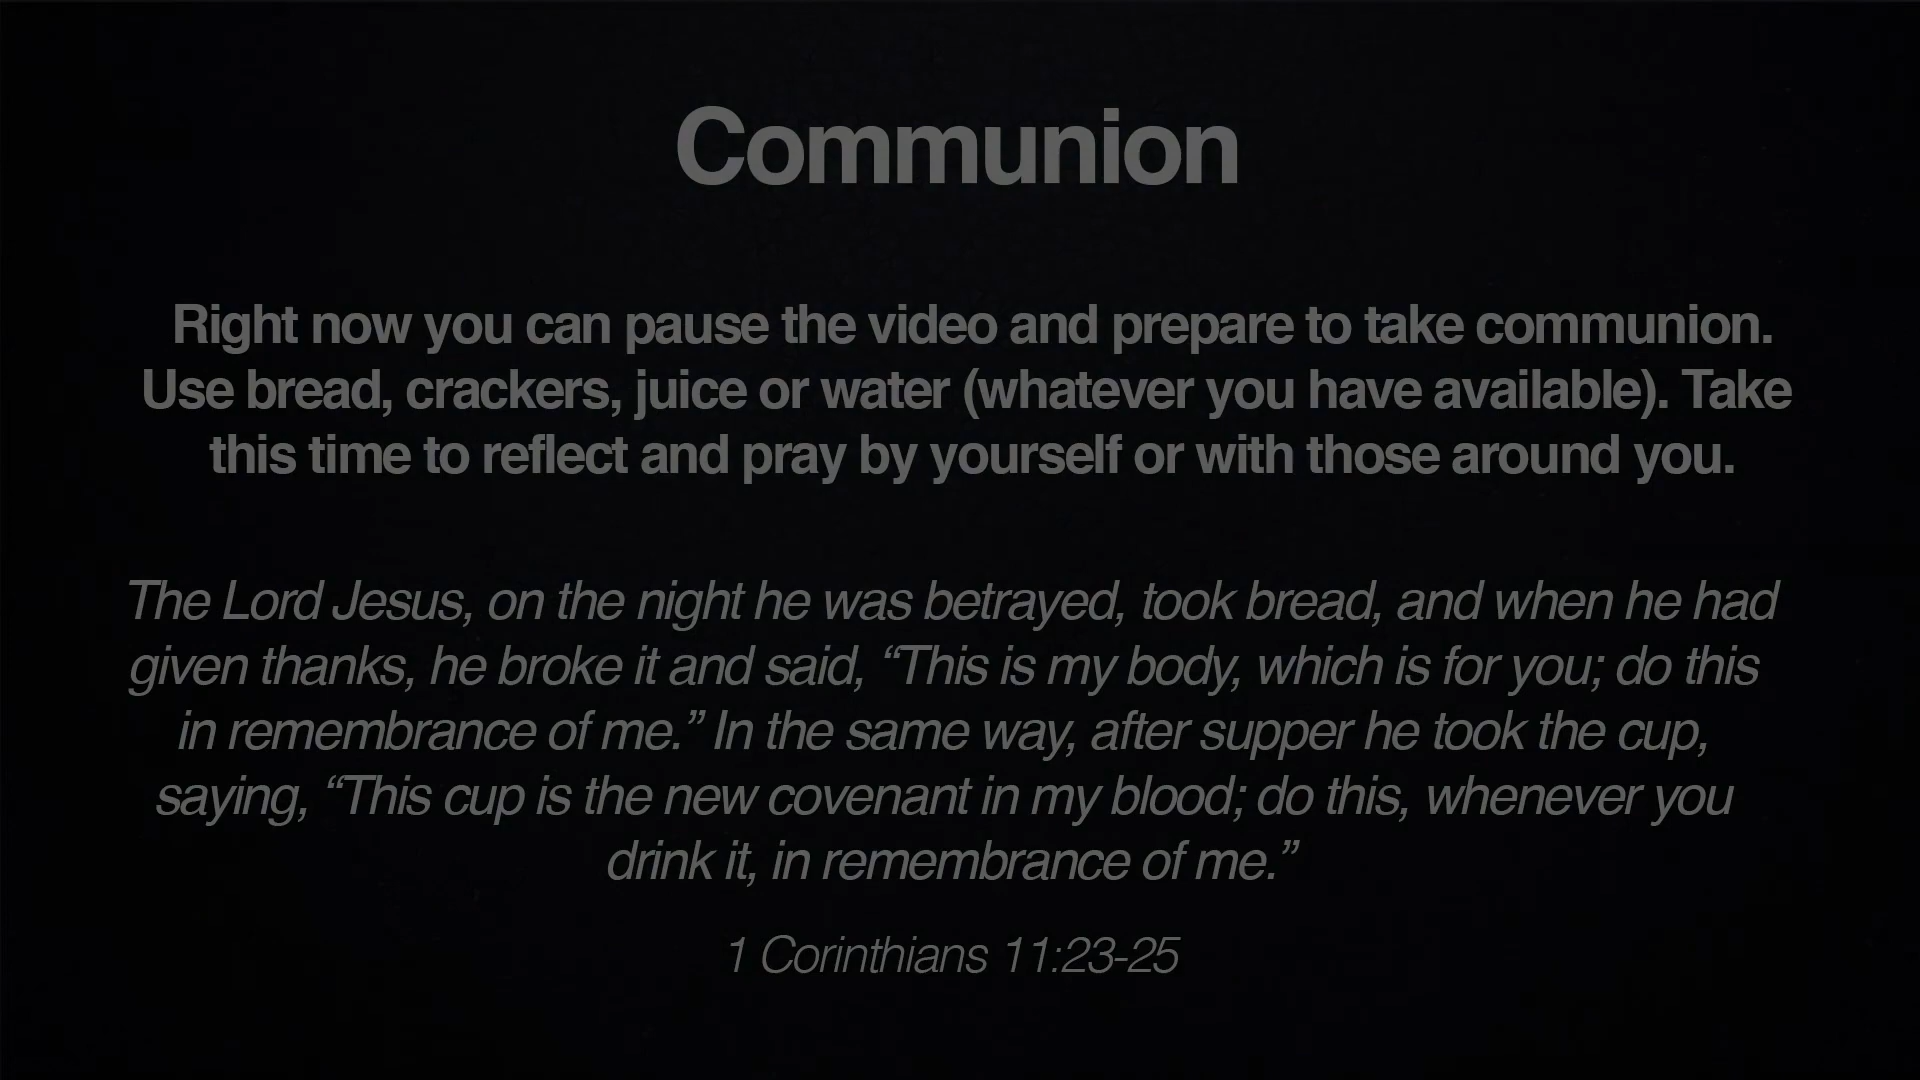 Communion
Right now you can pause the video and prepare to take communion.
Use bread, crackers, juice or water (whatever you have available). Take
this time to reflect and pray by yourself or with those around you.
The Lord Jesus, on the night he was betrayed, took bread, and when he had
given thanks, he broke it and said, “This is my body, which is for you; do this
in remembrance of me.” In the same way, after supper he took the cup,
saying, “This cup is the new covenant in my blood; do this, whenever you
drink it, in remembrance of me.”
1 Corinthians 11:23-25